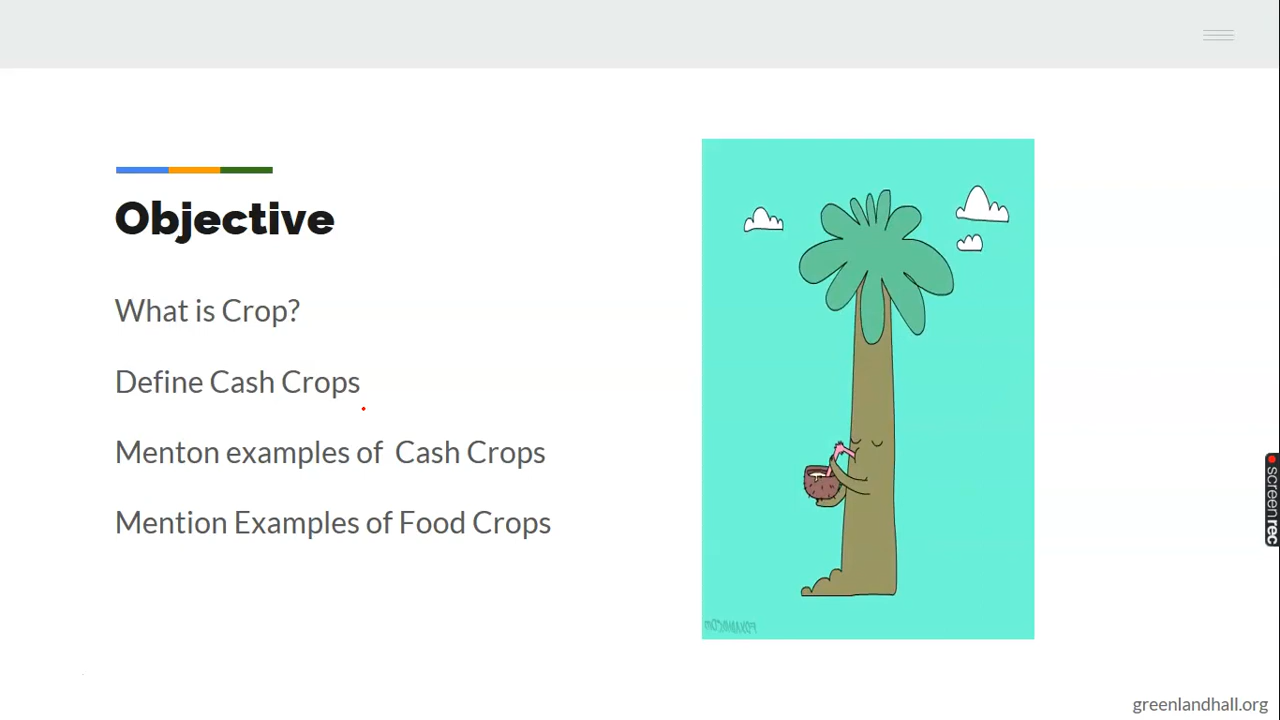 Objective
What is Crop?
Define Cash Crops
Menton examples of Cash Crops
Mention Examples of Food Crops
screenrec
greenlandhall.org